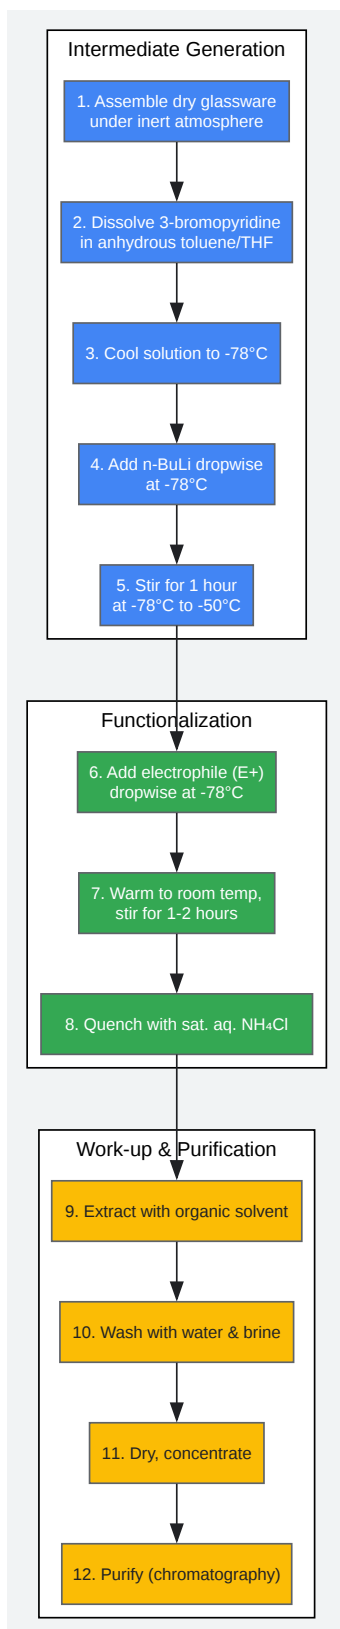 Intermediate Generation
1. Assemble dry glassware
under inert atmosphere
2. Dissolve 3-bromopyridine
in anhydrous toluene/THF
3. Cool solution to -78°C
4. Add n-BuLi dropwise
at -78°C
5. Stir for 1 hour
at -78°C to -50°C
Functionalization
6. Add electrophile (E+)
dropwise at -78°C
7. Warm to room temp,
stir for 1-2 hours
8. Quench with sat. aq. NH₄Cl
Work-up & Purification
9. Extract with organic solvent
10. Wash with water & brine
11. Dry, concentrate
12. Purify (chromatography)